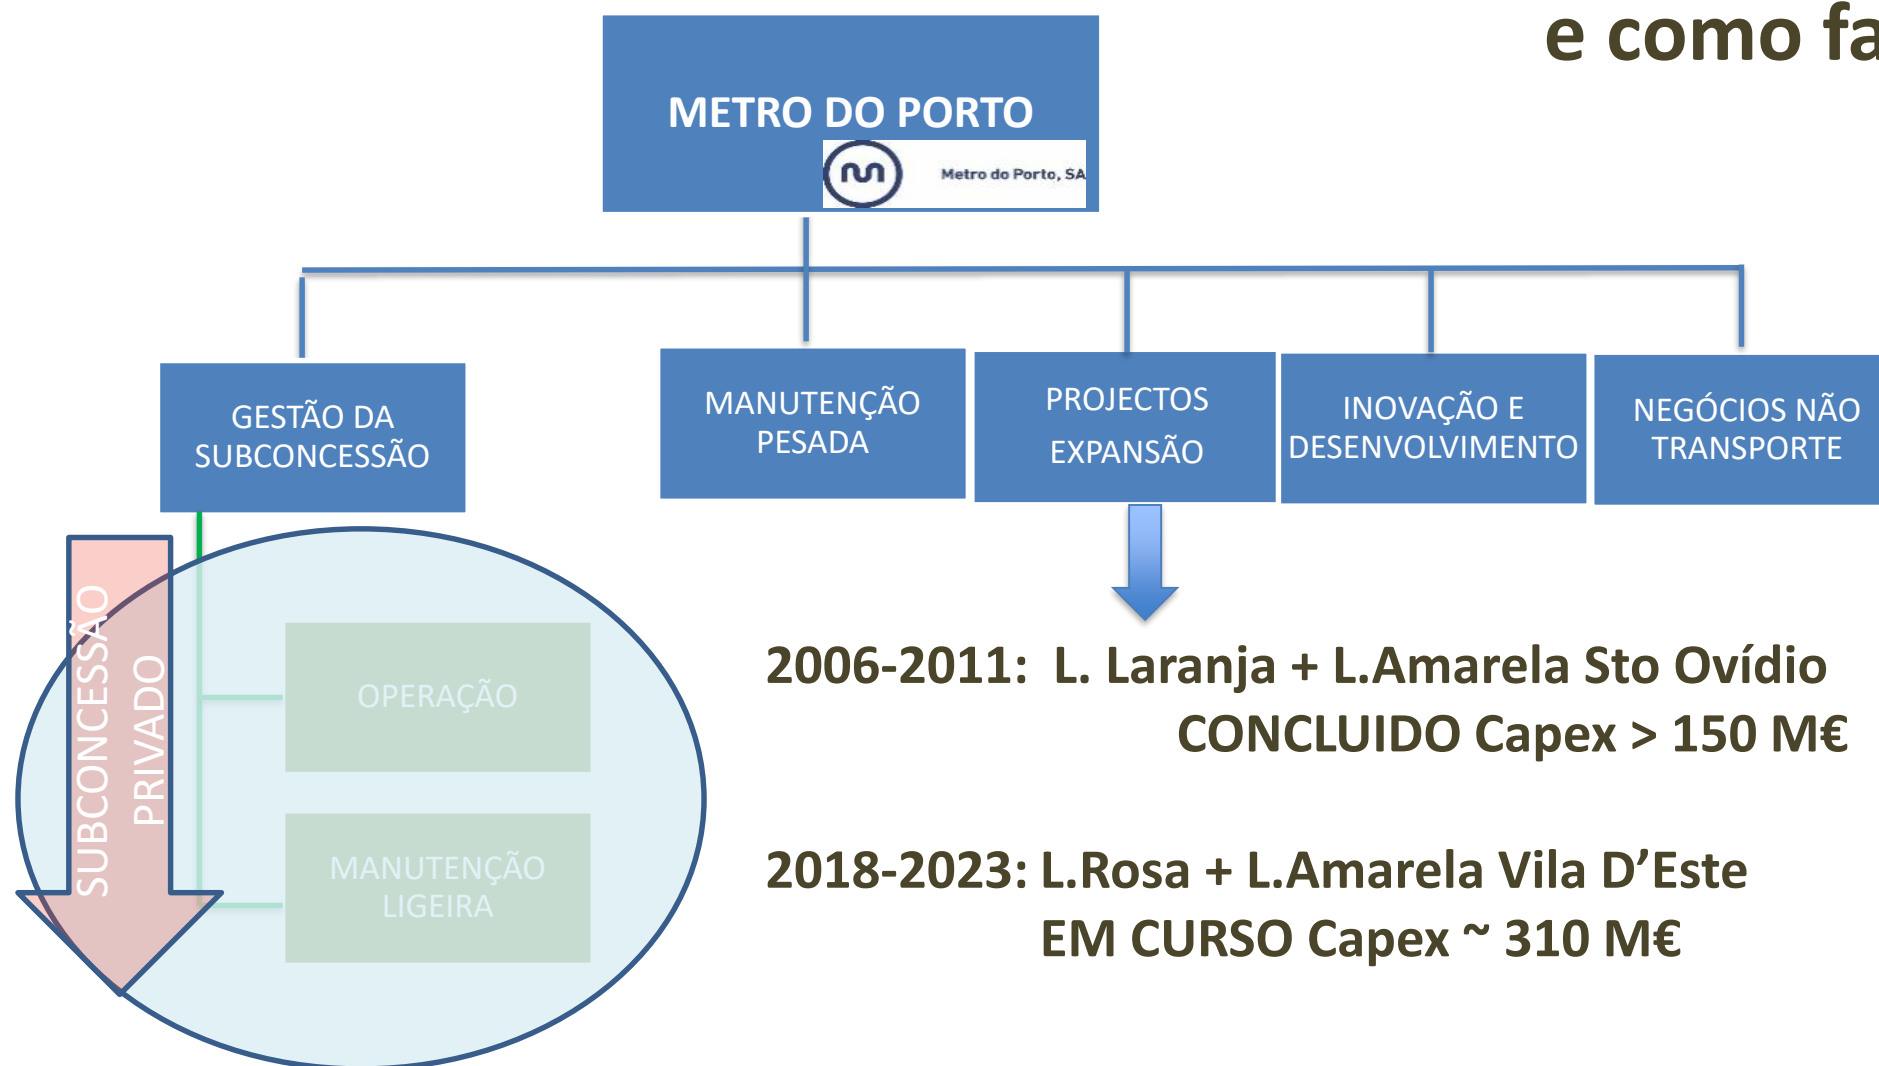 e como fa
METRO DO PORTO
Metro do Porto, SA
GESTÃO DA
SUBCONCESSÃO
MANUTENÇÃO
PESADA
PROJECTOS
EXPANSÃO
INOVAÇÃO E
DESENVOLVIMENTO
NEGÓCIOS NÃO
TRANSPORTE
SUBCONCESSÃO
PRIVADO
OPERAÇÃO
MANUTENÇÃO
LIGEIRA
2006-2011: L. Laranja + L.Amarela Sto Ovídio
CONCLUIDO Capex > 150 M€
2018-2023: L.Rosa + L.Amarela Vila D’Este
EM CURSO Capex ~ 310 M€